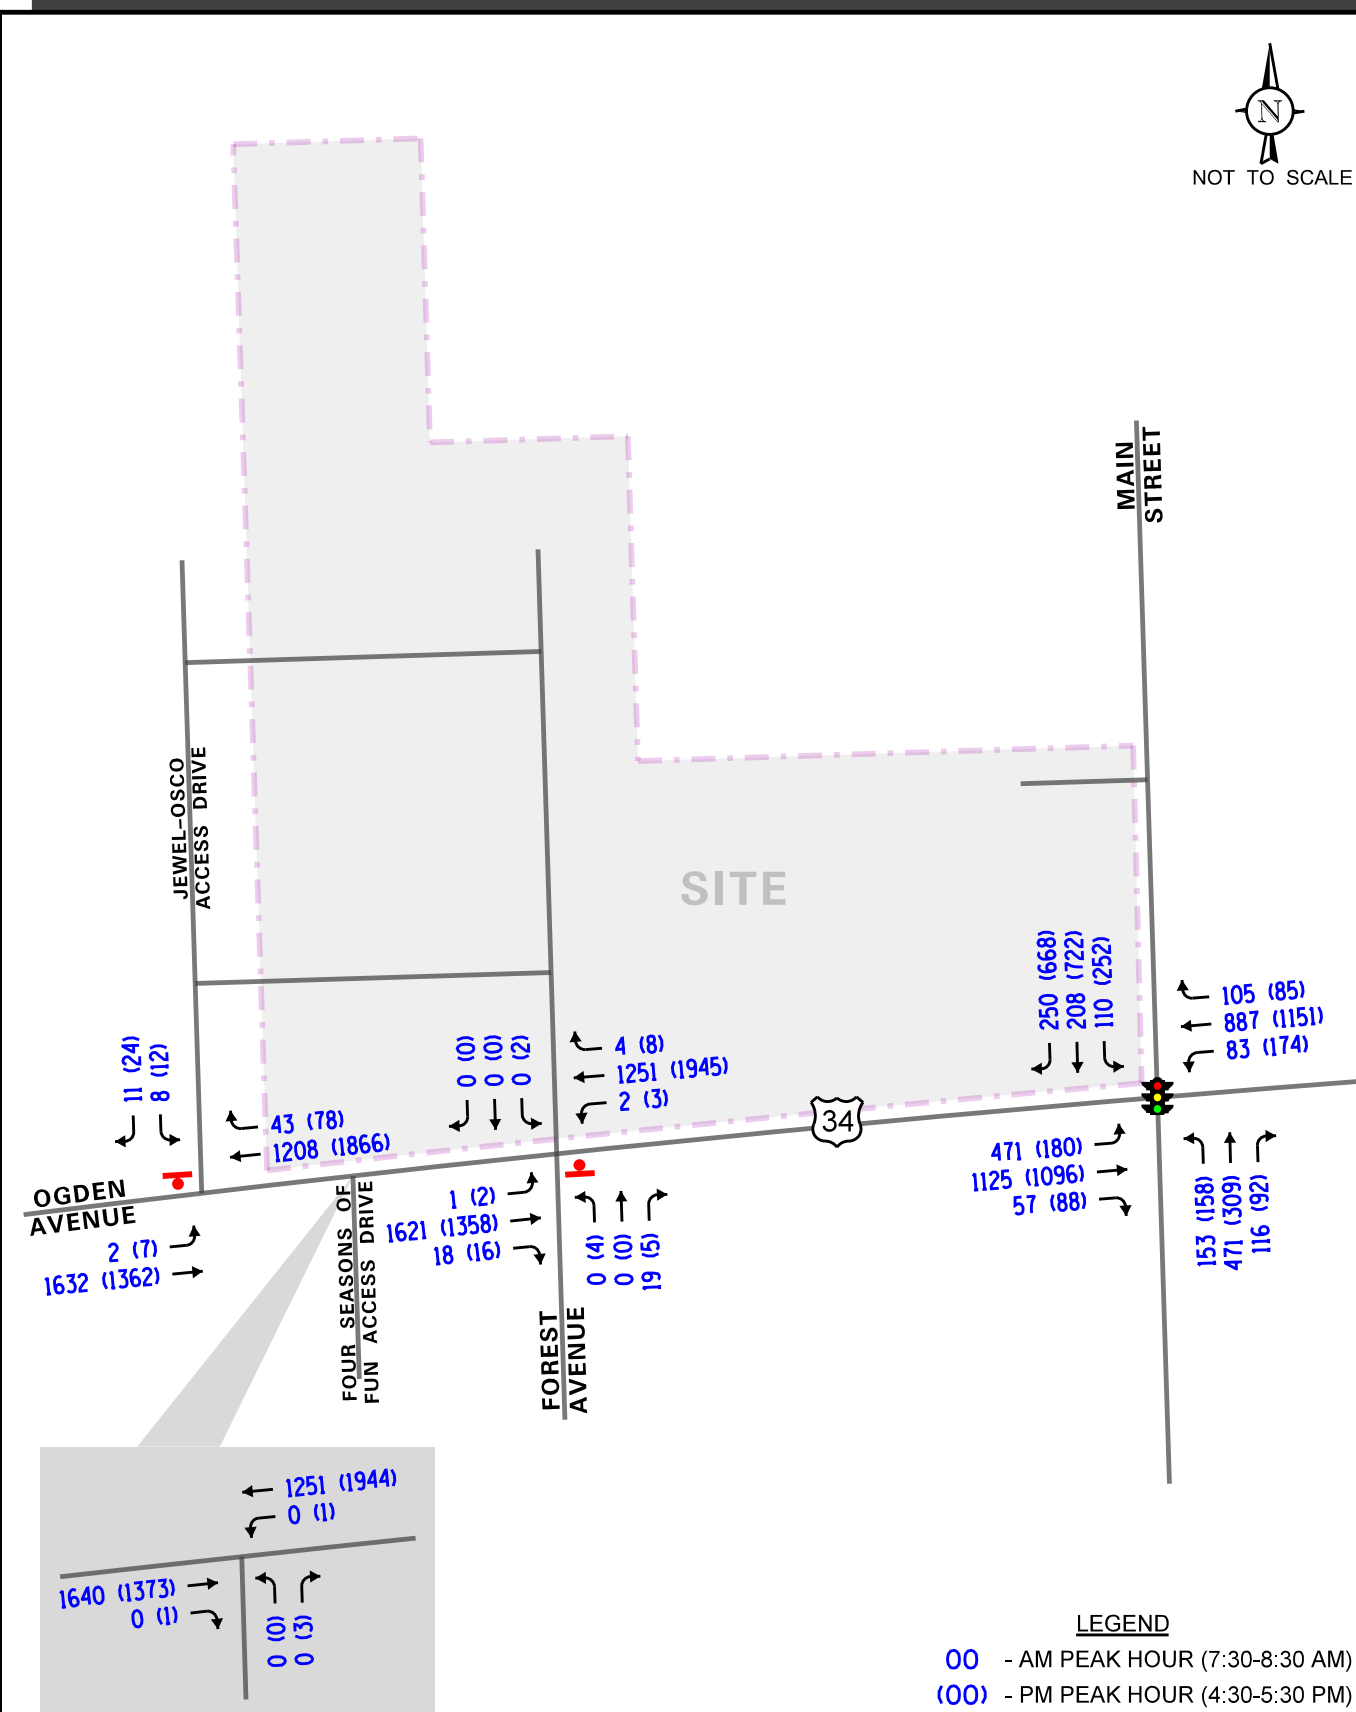 N
NOT TO SCALE
MAIN
STREET
JEWEL-OSCO
ACCESS DRIVE
SITE
250 (668)
208 (722)
110 (252)
105 (85)
887 (1151)
83 (174)
11 (24)
8 (12)
0 (0)
0 (0)
0 (2)
4 (8)
1251 (1945)
2 (3)
43 (78)
1208 (1866)
34
471 (180)
1125 (1096)
57 (88)
153 (158)
471 (309)
116 (92)
OGDEN
AVENUE
2 (7)
1632 (1362)
FOUR SEASONS OF
FUN ACCESS DRIVE
1 (2)
1621 (1358)
18 (16)
0 (4)
0 (0)
19 (5)
FOREST
AVENUE
1251 (1944)
0 (1)
1640 (1373)
0 (1)
0 (0)
0 (3)
LEGEND
00 - AM PEAK HOUR (7:30-8:30 AM)
(00) - PM PEAK HOUR (4:30-5:30 PM)